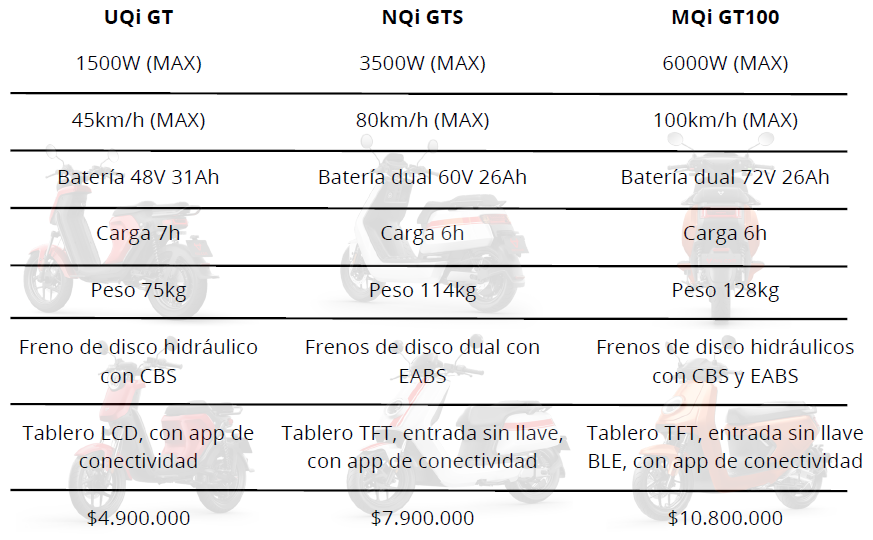 UQi GT NQi GTS MQi GT100
1500W (MAX) 3500W (MAX) 6000W (MAX)
45km/h (MAX) 80km/h (MAX) 100km/h (MAX)
Batería 48V 31Ah Batería dual 60V 26Ah Batería dual 72V 26Ah
Carga 7h Carga 6h Carga 6h
Peso 75kg Peso 114kg Peso 128kg
Freno de disco hidráulico Frenos de disco dual con Frenos de disco hidráulicos
con CBS EABS con CBS y EABS
Tablero LCD, con app de Tablero TFT, entrada sin llave, Tablero TFT, entrada sin llave
conectividad con app de conectividad BLE, con app de conectividad
$4.900.000 $7.900.000 $10.800.000